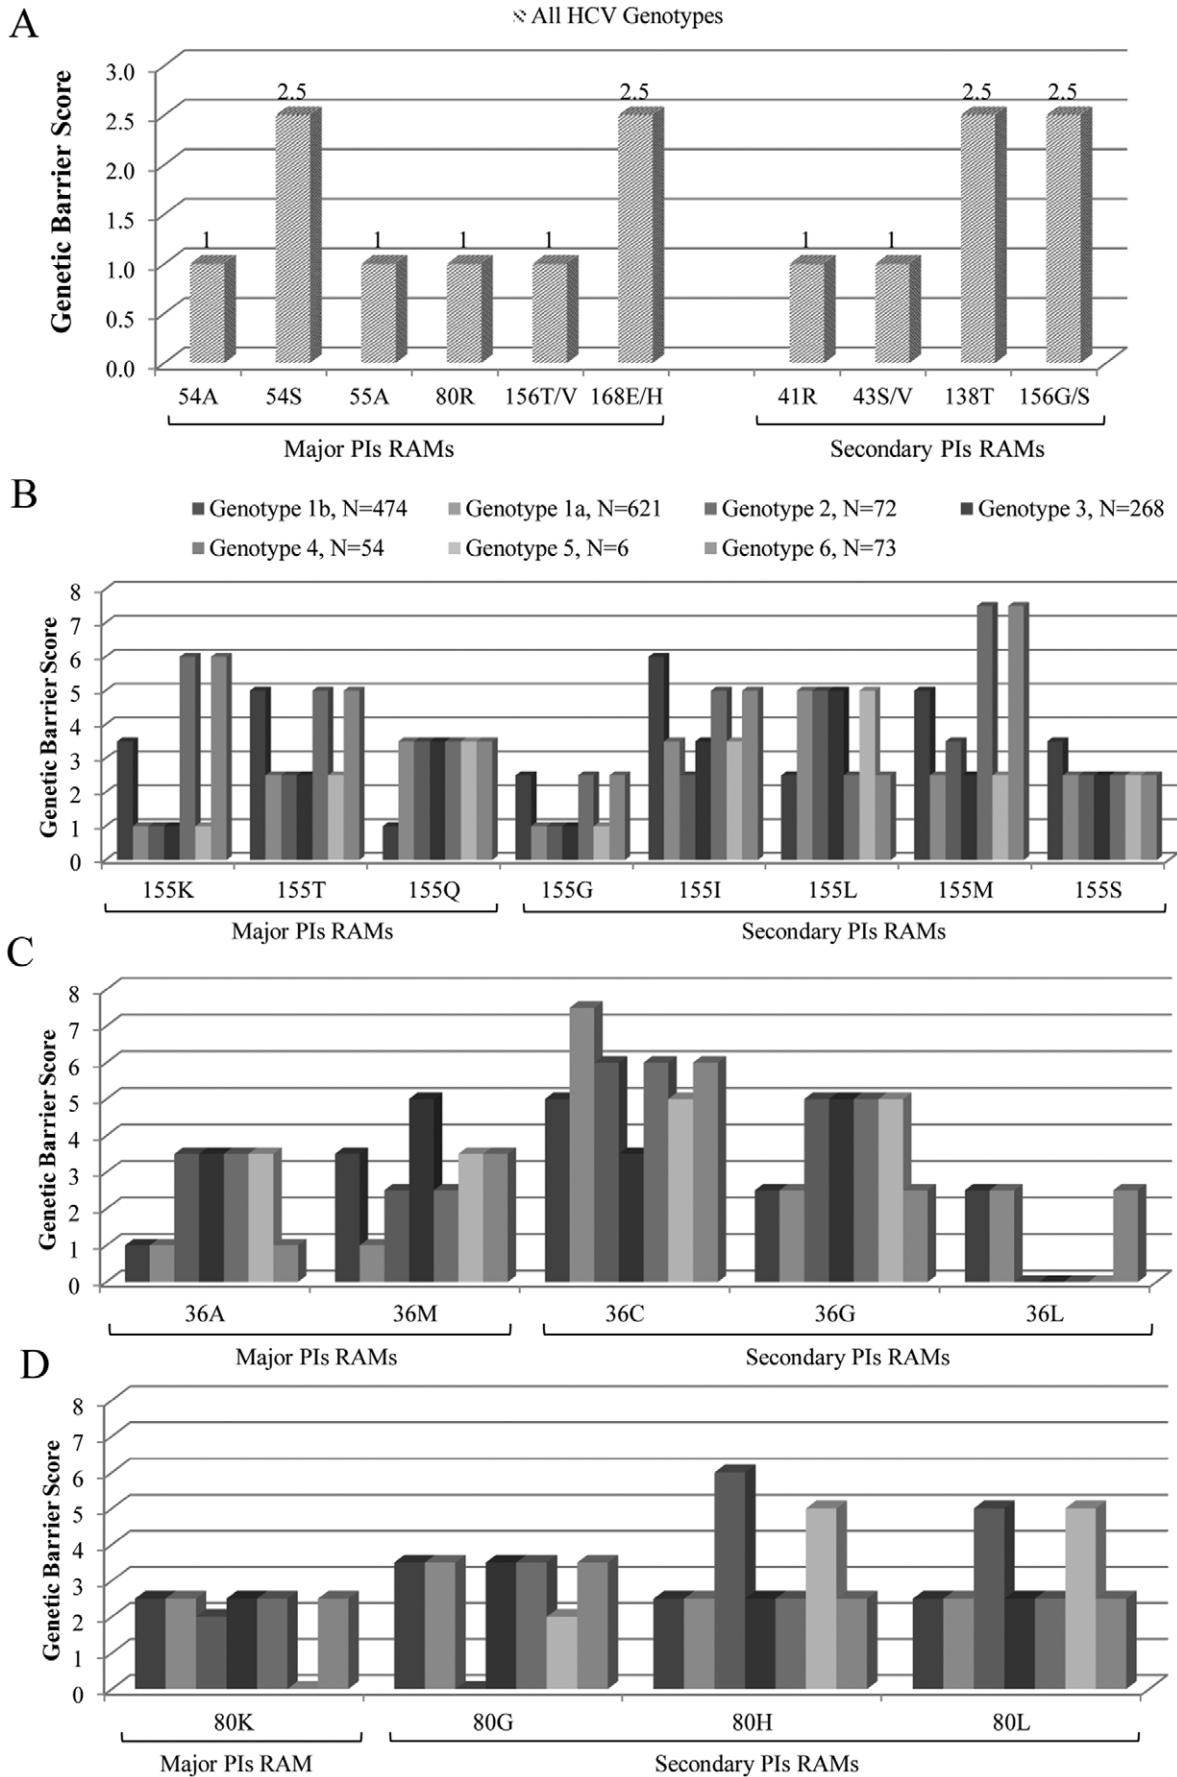 A
All HCV Genotypes
Genetic Barrier Score
3.0
2.5
2.0
1.5
1.0
0.5
0.0
1 2.5 1 1 1 2.5 1 1 2.5 2.5
54A 54S 55A 80R 156T/V 168E/H 41R 43S/V 138T 156G/S
Major PIs RAMs Secondary PIs RAMs
B
Genotype 1b, N=474 Genotype 1a, N=621 Genotype 2, N=72 Genotype 3, N=268
Genotype 4, N=54 Genotype 5, N=6 Genotype 6, N=73
Genetic Barrier Score
8
7
6
5
4
3
2
1
0
155K 155T 155Q 155G 155I 155L 155M 155S
Major PIs RAMs Secondary PIs RAMs
C
Genetic Barrier Score
8
7
6
5
4
3
2
1
0
36A 36M 36C 36G 36L
Major PIs RAMs Secondary PIs RAMs
D
Genetic Barrier Score
8
7
6
5
4
3
2
1
0
80K 80G 80H 80L
Major PIs RAM Secondary PIs RAMs